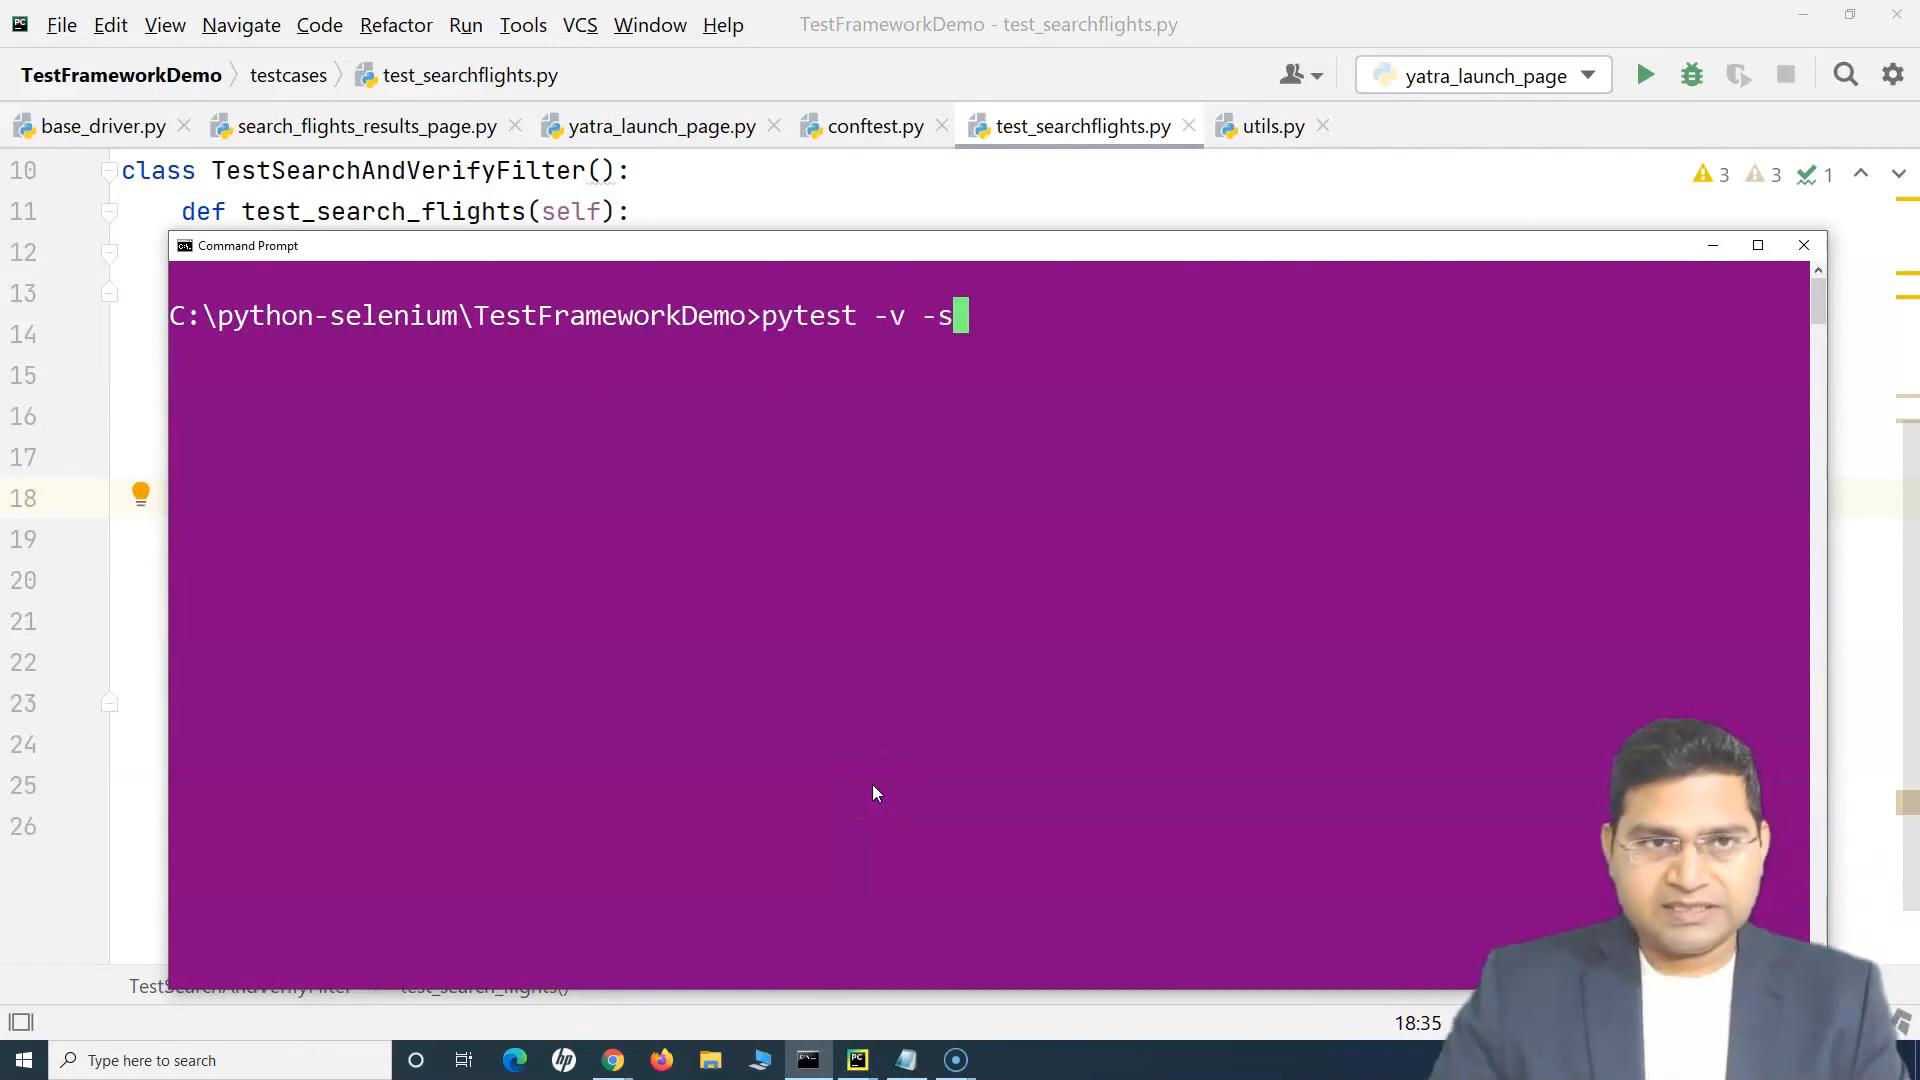 File Edit View Navigate Code Refactor Run Tools VCS Window Help TestFrameworkDemo - test_searchflights.py
TestFrameworkDemo testcases test_searchflights.py yatra_launch_page
base_driver.py search_flights_results_page.py yatra_launch_page.py conftest.py test_searchflights.py utils.py
10 class TestSearchAndVerifyFilter(): 3 3 1
11 def test_search_flights(self):
12
Command Prompt
C:\python-selenium\TestFrameworkDemo>pytest -v -s
13
14
15
16
17
18
19
20
21
22
23
24
25
26
TestSearchAndVerifyFilter test_search_flights()
18:35
Type here to search